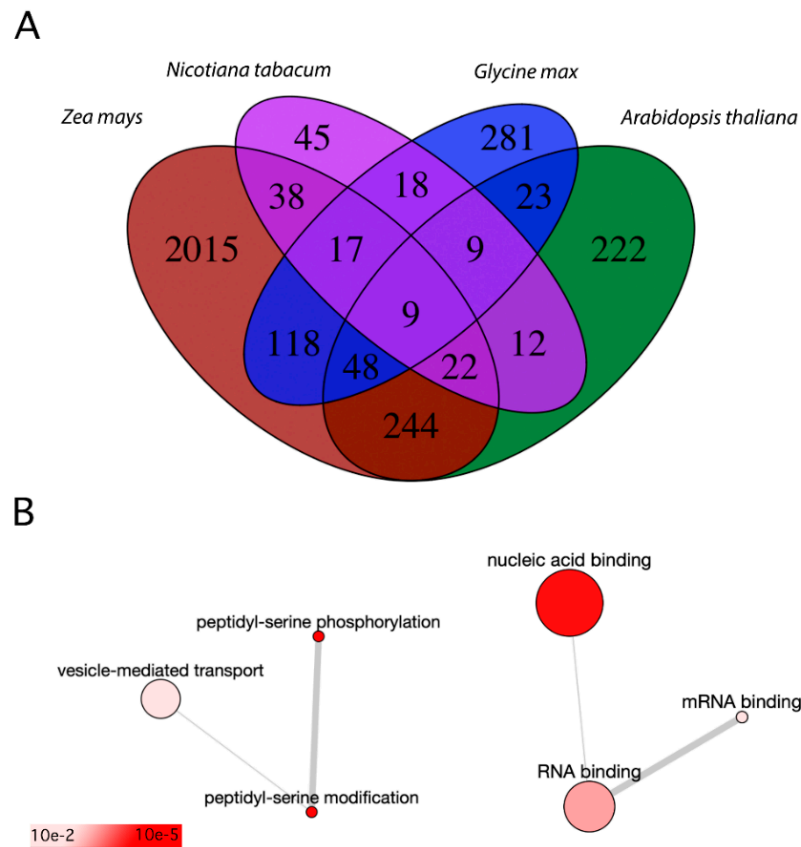 A
Nicotiana tabacum Glycine max
Zea mays Arabidopsis thaliana
45 281
38 18 23
2015 17 9 222
9
118 48 22 12
244
B
nucleic acid binding
peptidyl-serine phosphorylation
vesicle-mediated transport
mRNA binding
RNA binding
peptidyl-serine modification
10e-2 10e-5